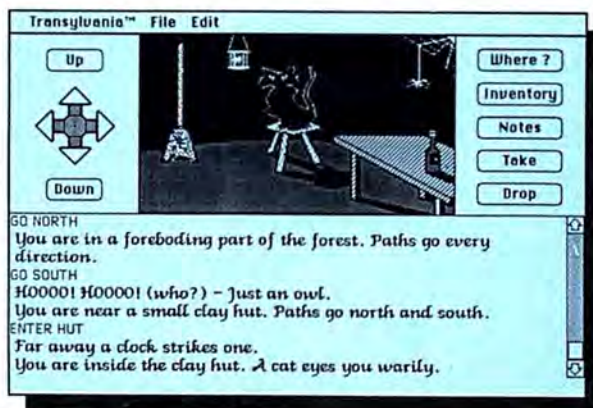 Transylvania™ File Edit
Up
Down
Where ?
Inventory
Notes
Take
Drop
GO NORTH
You are in a foreboding part of the forest. Paths go every
direction.
GO SOUTH
HOOOO! HOOOO! (who?) – Just an owl.
You are near a small clay hut. Paths go north and south.
ENTER HUT
Far away a clock strikes one.
You are inside the clay hut. A cat eyes you warily.